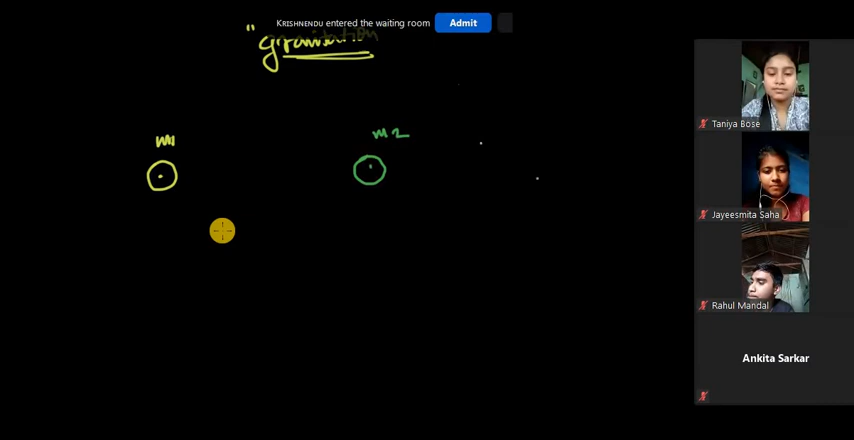 Krishnendu entered the waiting room Admit
"gravitation
m1
m2
Taniya Bose
Jayeesmita Saha
Rahul Mandal
Ankita Sarkar